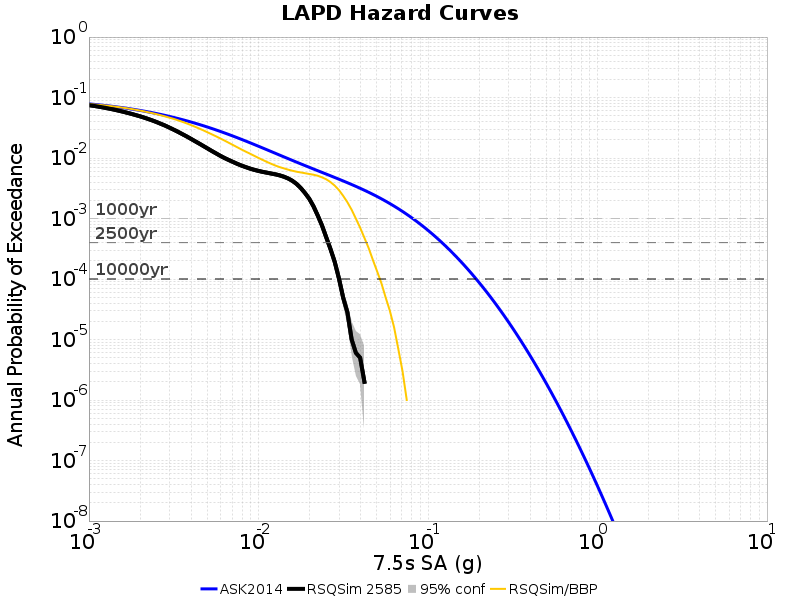 LAPD Hazard Curves
Annual Probability of Exceedance
10^0
10^-1
10^-2
10^-3
10^-4
10^-5
10^-6
10^-7
10^-8
1000yr
2500yr
10000yr
10^-3 10^-2 10^-1 10^0 10^1
7.5s SA (g)
ASK2014 RSQSim 2585 95% conf RSQSim/BBP